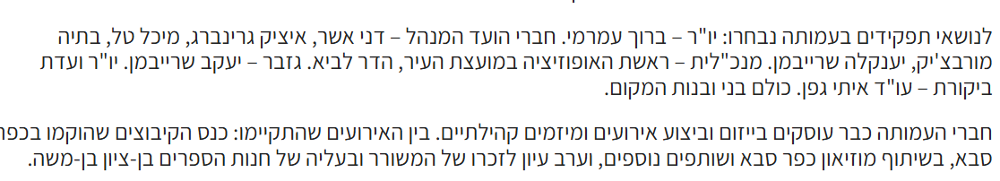 לנושאי תפקידים בעמותה נבחרו: יו"ר – ברוך עמרמי. חברי הועד המנהל – דני אשר, איציק גרינברג, מיכל טל, בתיה
מורבצ'יק, יענקלה שרייבמן. מנכ"לית – ראשת האופוזיציה במועצת העיר, הדר לביא. גזבר – יעקב שרייבמן. יו"ר ועדת
ביקורת – עו"ד איתי גפן. כולם בני ובנות המקום.
חברי העמותה כבר עוסקים בייזום וביצוע אירועים ומיזמים קהילתיים. בין האירועים שהתקיימו: כנס הקיבוצים שהוקמו בכפר
סבא, בשיתוף מוזיאון כפר סבא ושותפים נוספים, וערב עיון לזכרו של המשורר ובעליה של חנות הספרים בן-ציון בן-משה.